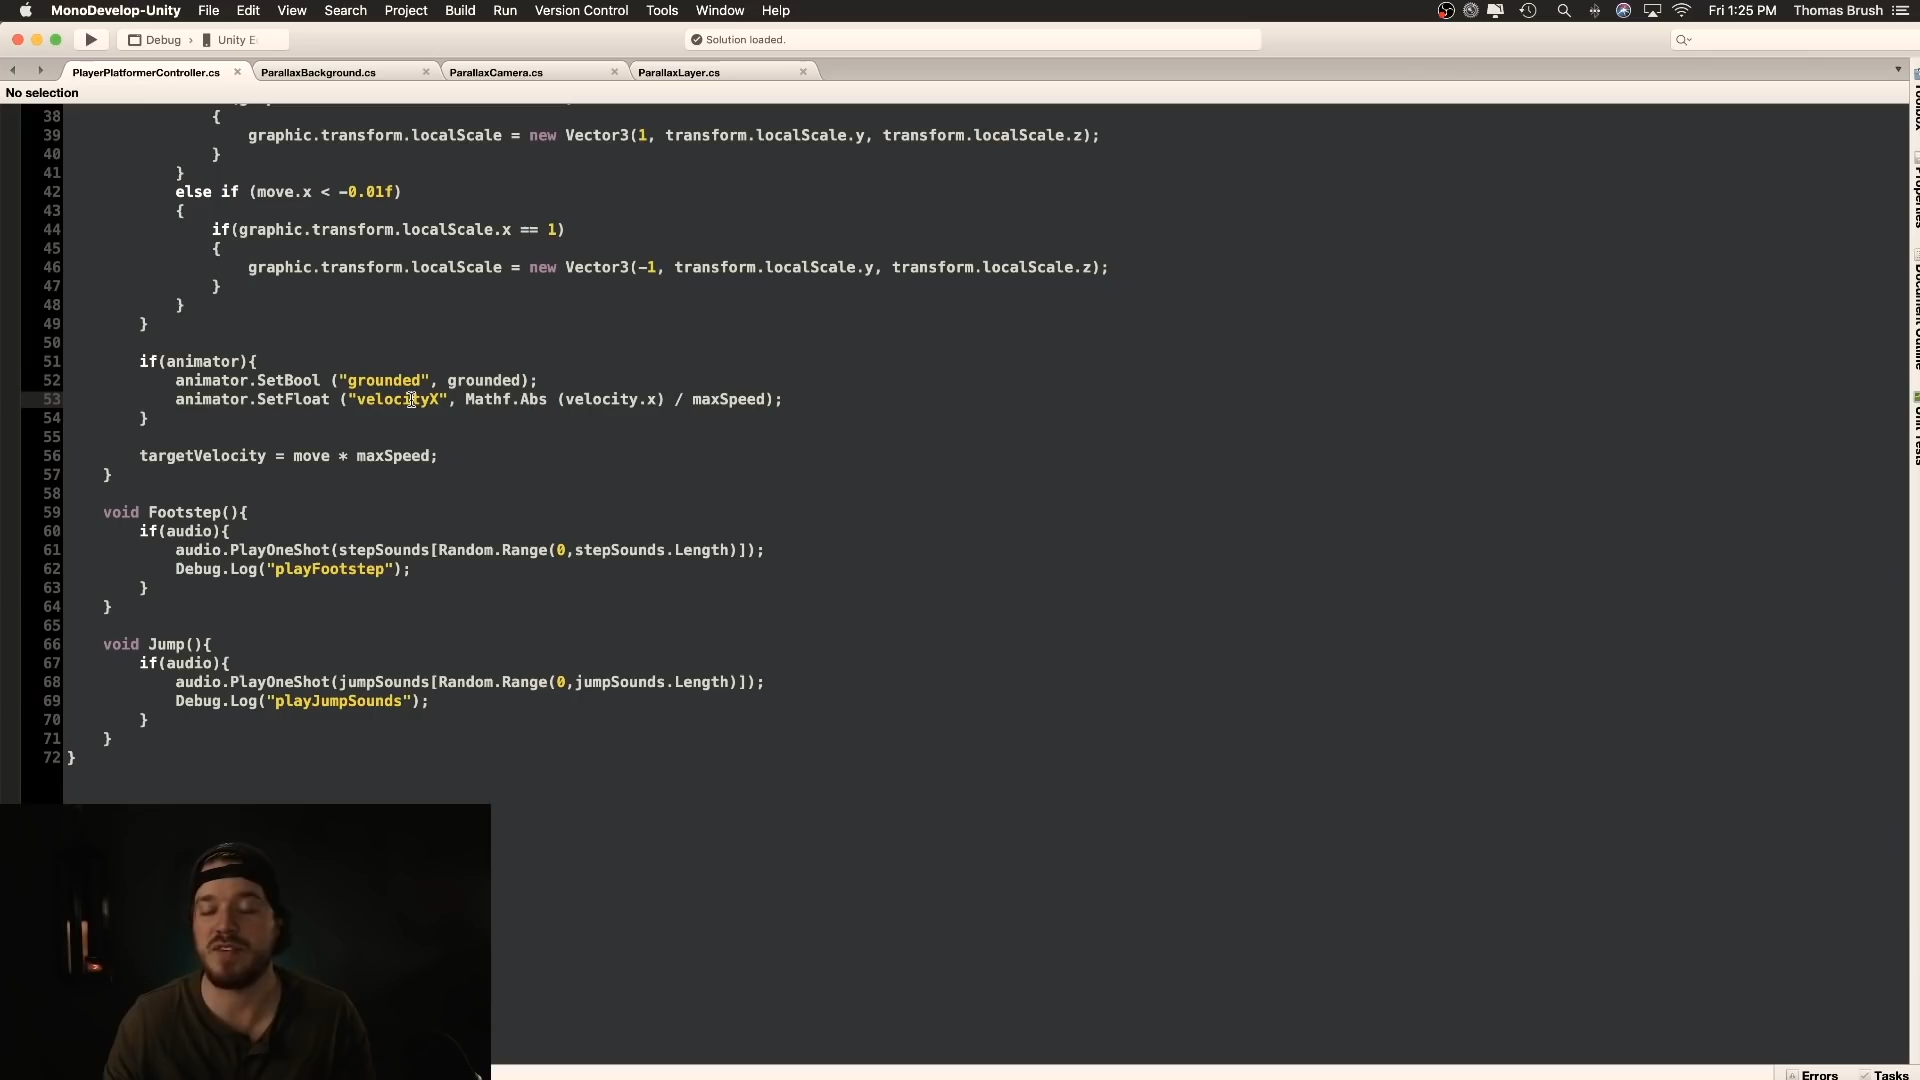 MonoDevelop-Unity File Edit View Search Project Build Run Version Control Tools Window Help Fri 1:25 PM Thomas Brush
Debug › Unity E Solution loaded.
PlayerPlatformerController.cs ParallaxBackground.cs ParallaxCamera.cs ParallaxLayer.cs
No selection
38 {
39 graphic.transform.localScale = new Vector3(1, transform.localScale.y, transform.localScale.z);
40 }
41 }
42 else if (move.x < -0.01f)
43 {
44 if(graphic.transform.localScale.x == 1)
45 {
46 graphic.transform.localScale = new Vector3(-1, transform.localScale.y, transform.localScale.z);
47 }
48 }
49 }
50
51 if(animator){
52 animator.SetBool ("grounded", grounded);
53 animator.SetFloat ("velocityX", Mathf.Abs (velocity.x) / maxSpeed);
54 }
55
56 targetVelocity = move * maxSpeed;
57 }
58
59 void Footstep(){
60 if(audio){
61 audio.PlayOneShot(stepSounds[Random.Range(0,stepSounds.Length)]);
62 Debug.Log("playFootstep");
63 }
64 }
65
66 void Jump(){
67 if(audio){
68 audio.PlayOneShot(jumpSounds[Random.Range(0,jumpSounds.Length)]);
69 Debug.Log("playJumpSounds");
70 }
71 }
72 }
Toolbox
Properties
Document Outline
Unit Tests
Errors Tasks